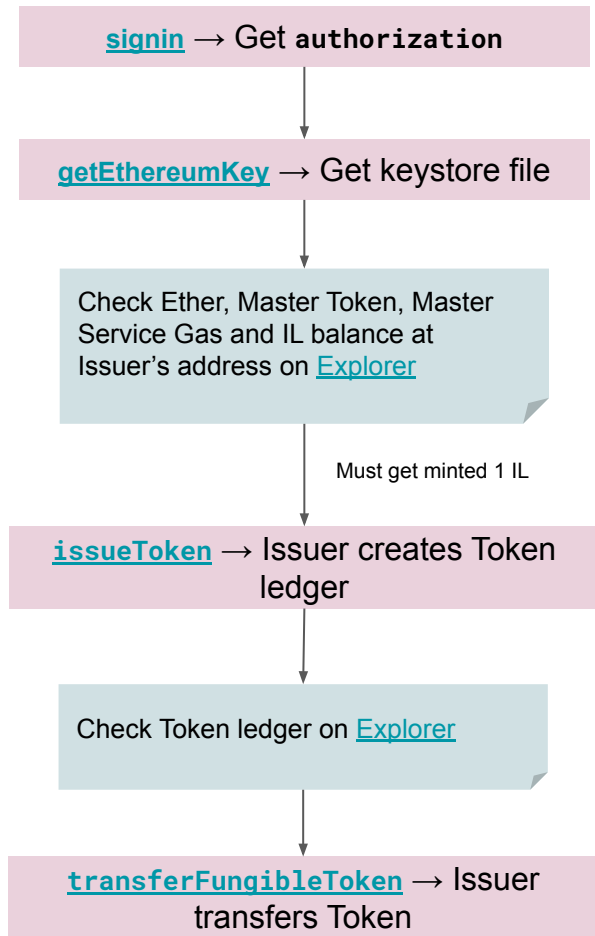 signin → Get authorization
getEthereumKey → Get keystore file
Check Ether, Master Token, Master
Service Gas and IL balance at
Issuer’s address on Explorer
Must get minted 1 IL
issueToken → Issuer creates Token
ledger
Check Token ledger on Explorer
transferFungibleToken → Issuer
transfers Token